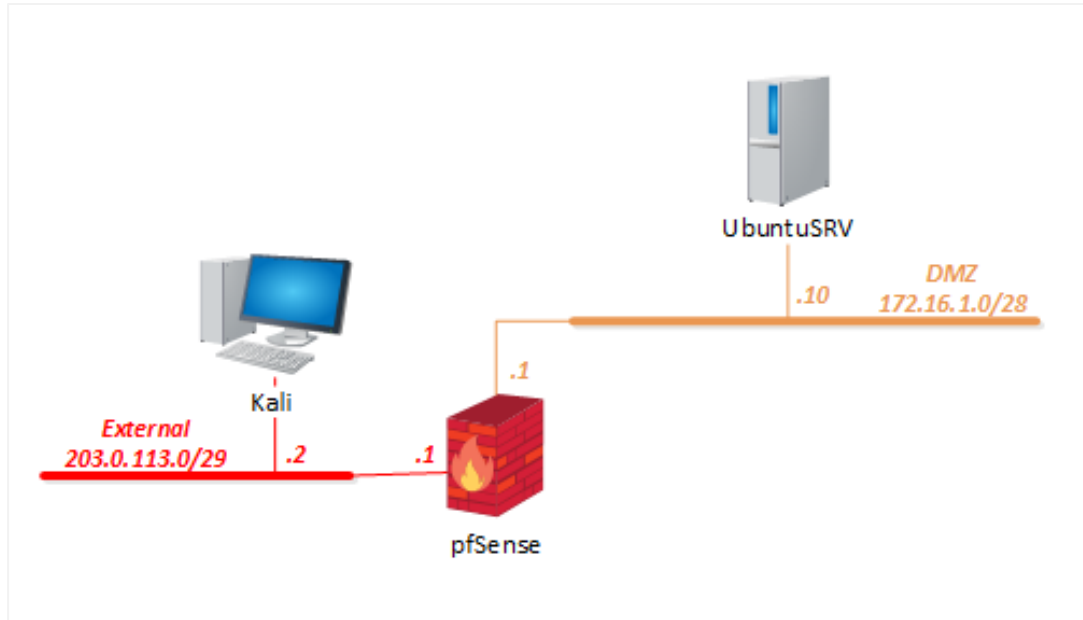 UbuntuSRV
DMZ
.10
172.16.1.0/28
.1
Kali
External
203.0.113.0/29
.2
.1
pfSense